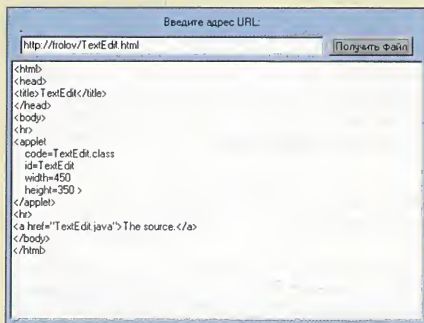 Введите адрес URL:
http://frolov/TextEdit.html
Получить файл
<html>
<head>
<title>TextEdit</title>
</head>
<body>
<hr>
<applet
code=TextEdit.class
id=TextEdit
width=450
height=350 >
</applet>
<hr>
<a href="TextEdit.java">The source.</a>
</body>
</html>